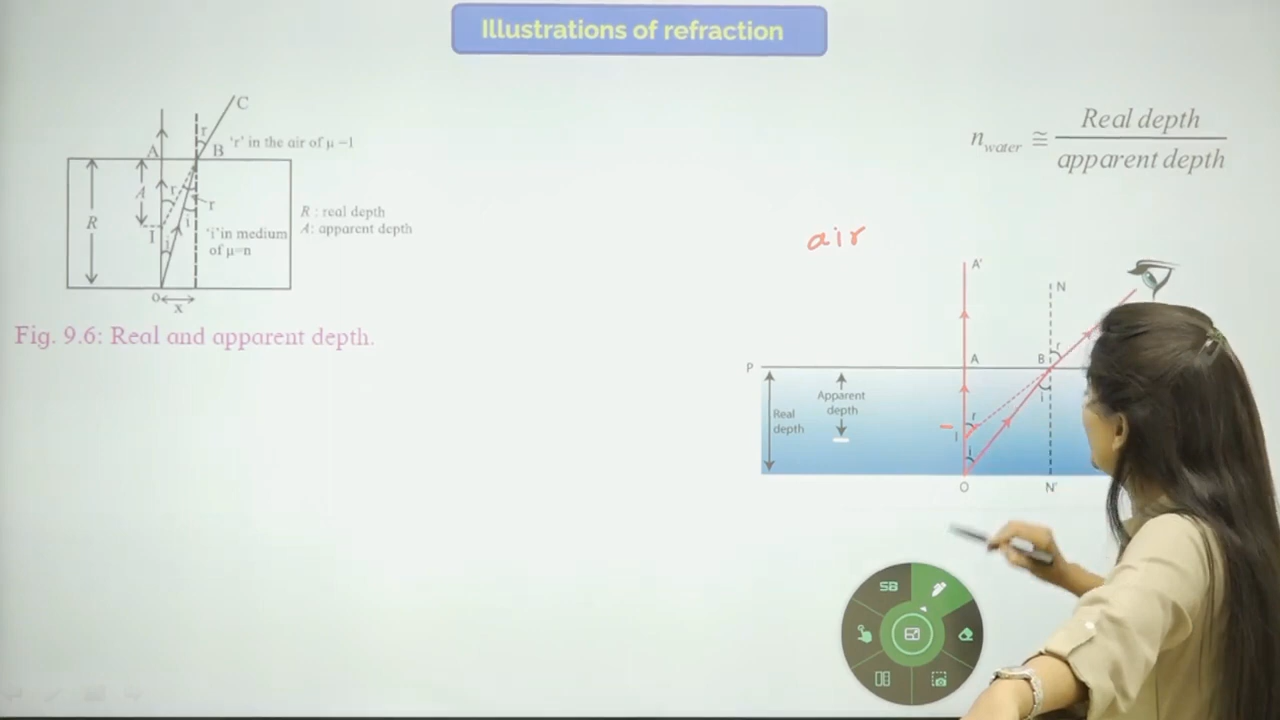 Illustrations of refraction
C
r
'r' in the air of μ -1
A
B
A
r
r
R
R : real depth
A: apparent depth
I
i
'i' in medium
of μ=n
i
O
x
Fig. 9.6: Real and apparent depth.
n water ≅ Real depth
apparent depth
air
A'
N
r
P
A
B
Apparent
depth
i
Real
depth
r
I
i
O
N'
SB